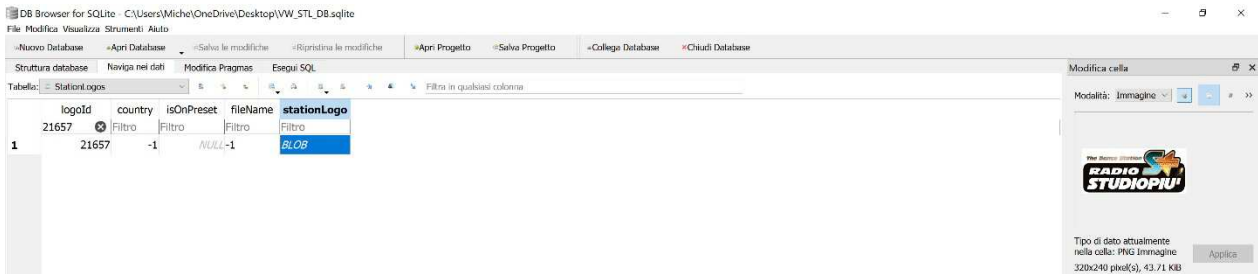 DB Browser for SQLite - C:\Users\Miche\OneDrive\Desktop\VW_STL_DB.sqlite
File Modifica Visualizza Strumenti Aiuto
Nuovo Database Apri Database Salva le modifiche Ripristina le modifiche Apri Progetto Salva Progetto Collega Database Chiudi Database
Struttura database Naviga nei dati Modifica Pragmas Esegui SQL
Modifica cella
Tabella: StationLogos Filtra in qualsiasi colonna
Modalità: Immagine
logoId country isOnPreset fileName stationLogo
21657 Filtro Filtro Filtro Filtro
1 21657 -1 NULL -1 BLOB
The Dance Station
RADIO
STUDIOPIU'
Tipo di dato attualmente
nella cella: PNG Immagine
Applica
320x240 pixel(s), 43.71 KiB